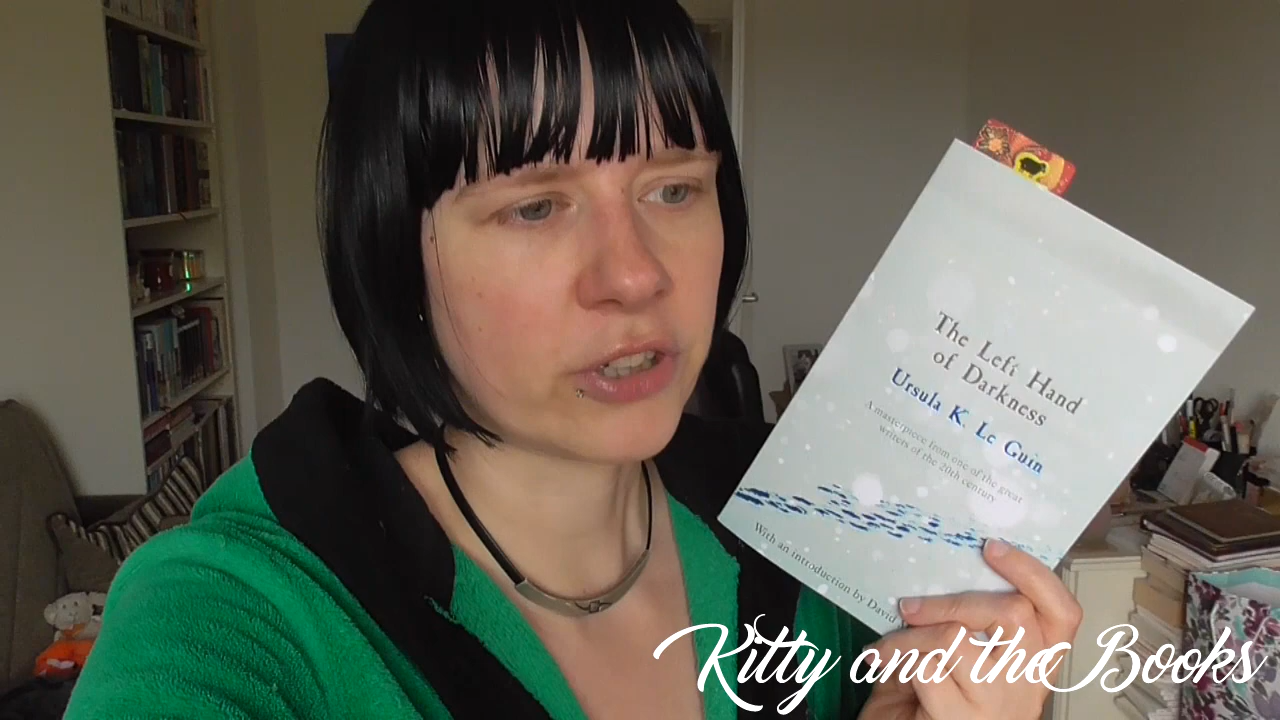 The Left Hand
of Darkness
Ursula K. Le Guin
A masterpiece from one of the great
writers of the 20th century
With an introduction by David
Kitty and the Books